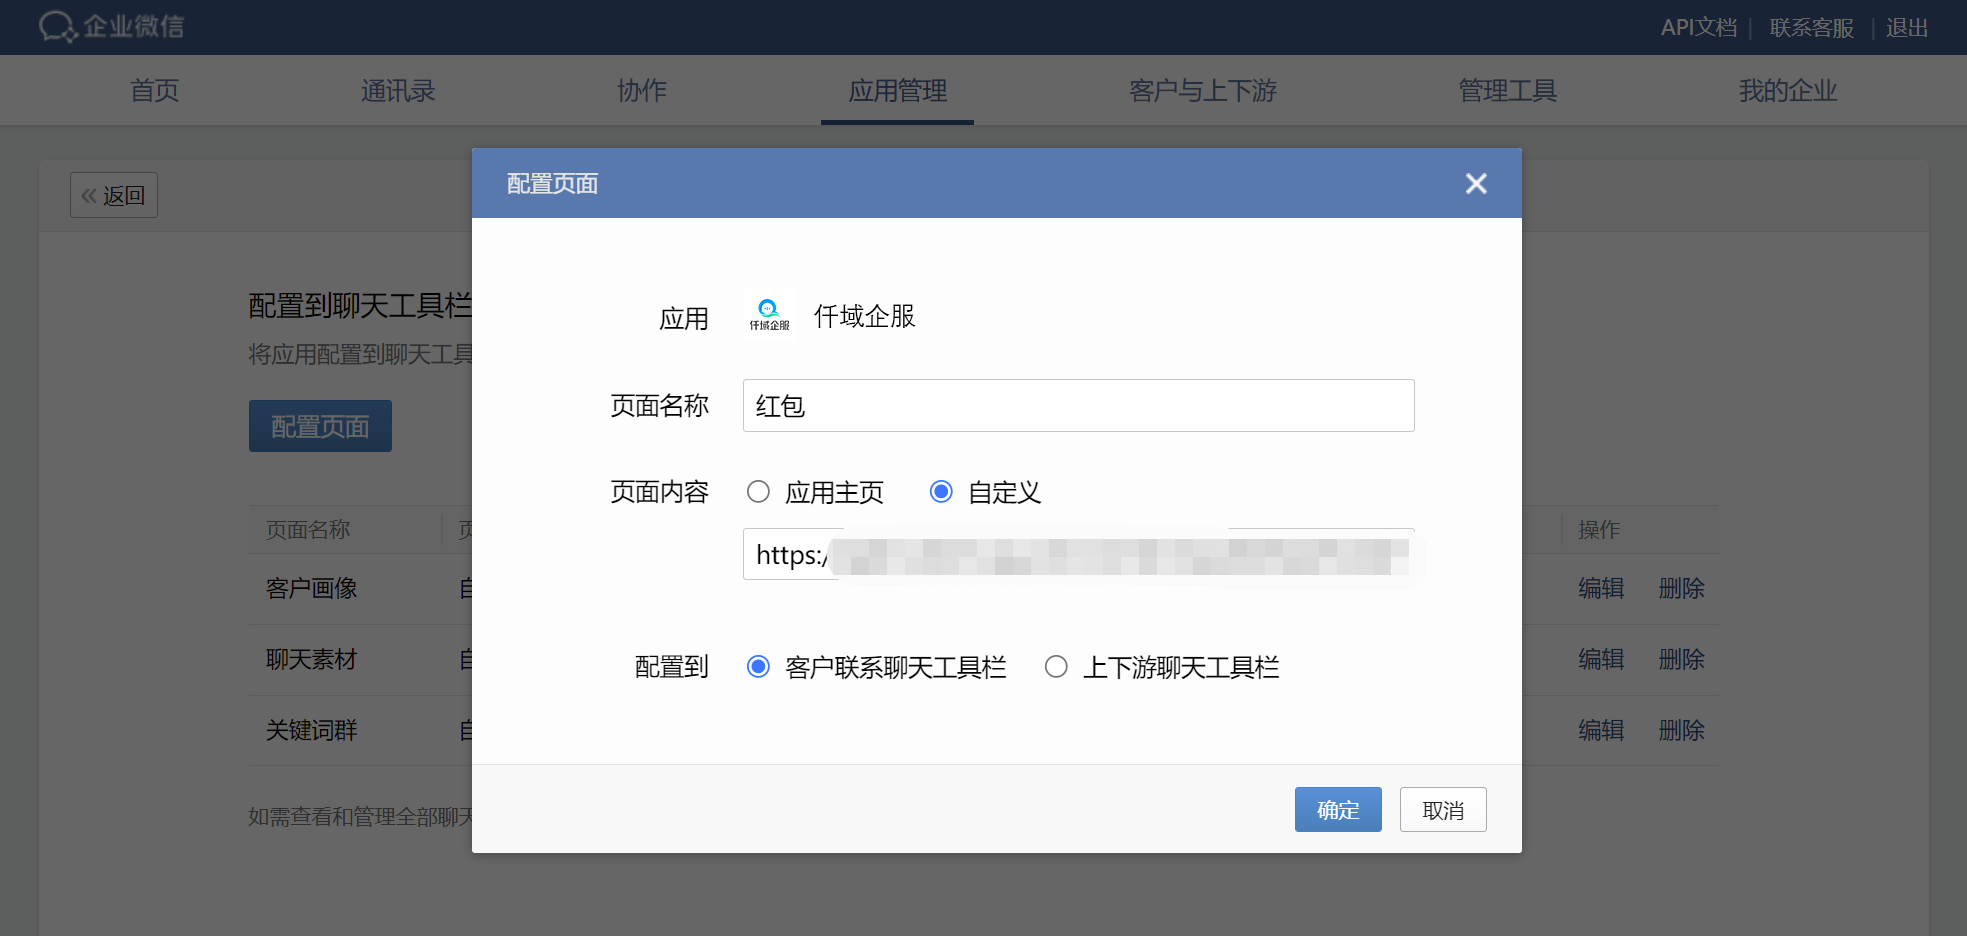 企业微信
API文档 | 联系客服 | 退出
首页 通讯录 协作 应用管理 客户与上下游 管理工具 我的企业
« 返回
配置页面
配置到聊天工具栏
将应用配置到聊天工具
配置页面
应用 仟域企服 仟域企服
页面名称 红包
页面内容 应用主页 自定义
https:/
配置到 客户联系聊天工具栏 上下游聊天工具栏
确定 取消
页面名称 页 操作
客户画像 自 编辑 删除
聊天素材 自 编辑 删除
关键词群 自 编辑 删除
如需查看和管理全部聊天